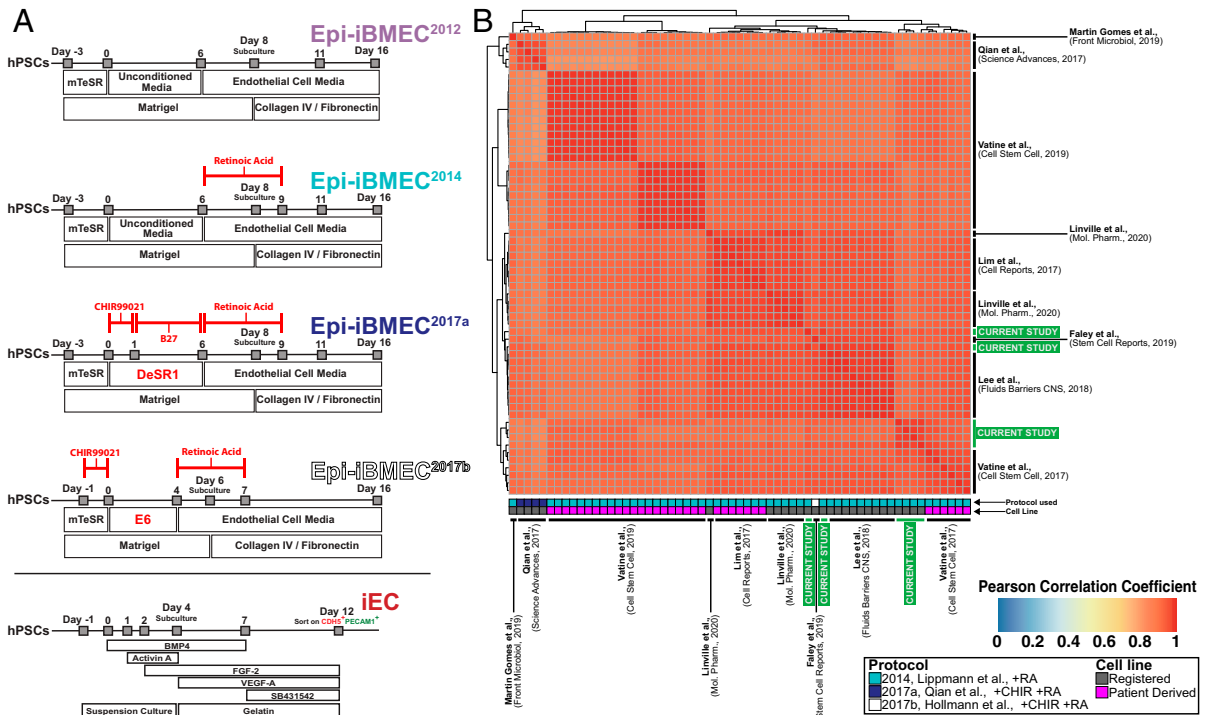 A
Epi-iBMEC2012
Day -3 0 6 Day 8 Subculture 11 Day 16
hPSCs
mTeSR Unconditioned Media Endothelial Cell Media
Matrigel Collagen IV / Fibronectin
Retinoic Acid
Epi-iBMEC2014
Day -3 0 6 Day 8 Subculture 9 11 Day 16
hPSCs
mTeSR Unconditioned Media Endothelial Cell Media
Matrigel Collagen IV / Fibronectin
CHIR99021 Retinoic Acid
B27
Epi-iBMEC2017a
Day -3 0 1 6 Day 8 Subculture 9 11 Day 16
hPSCs
mTeSR DeSR1 Endothelial Cell Media
Matrigel Collagen IV / Fibronectin
CHIR99021 Retinoic Acid
Epi-iBMEC2017b
Day -1 0 4 Day 6 Subculture 7 Day 16
hPSCs
mTeSR E6 Endothelial Cell Media
Matrigel Collagen IV / Fibronectin
iEC
Day -1 0 1 2 Day 4 Subculture 7 Day 12
Sort on CDH5+PECAM1+
hPSCs
BMP4
Activin A
FGF-2
VEGF-A
SB431542
Suspension Culture Gelatin
B
Martin Gomes et al.,
(Front Microbiol, 2019)
Qian et al.,
(Science Advances, 2017)
Vatine et al.,
(Cell Stem Cell, 2019)
Linville et al.,
(Mol. Pharm., 2020)
Lim et al.,
(Cell Reports, 2017)
Linville et al.,
(Mol. Pharm., 2020)
CURRENT STUDY
Faley et al.,
(Stem Cell Reports, 2019)
CURRENT STUDY
Lee et al.,
(Fluids Barriers CNS, 2018)
CURRENT STUDY
Vatine et al.,
(Cell Stem Cell, 2017)
Protocol used
Cell Line
Martin Gomes et al.,
(Front Microbiol, 2019)
Qian et al.,
(Science Advances, 2017)
Vatine et al.,
(Cell Stem Cell, 2019)
Linville et al.,
(Mol. Pharm., 2020)
Lim et al.,
(Cell Reports, 2017)
Linville et al.,
(Mol. Pharm., 2020)
CURRENT STUDY
Faley et al.,
Stem Cell Reports, 2019)
CURRENT STUDY
Lee et al.,
(Fluids Barriers CNS, 2018)
CURRENT STUDY
Vatine et al.,
(Cell Stem Cell, 2017)
Pearson Correlation Coefficient
0 0.2 0.4 0.6 0.8 1
Protocol
2014, Lippmann et al., +RA
2017a, Qian et al., +CHIR +RA
2017b, Hollmann et al., +CHIR +RA
Cell line
Registered
Patient Derived